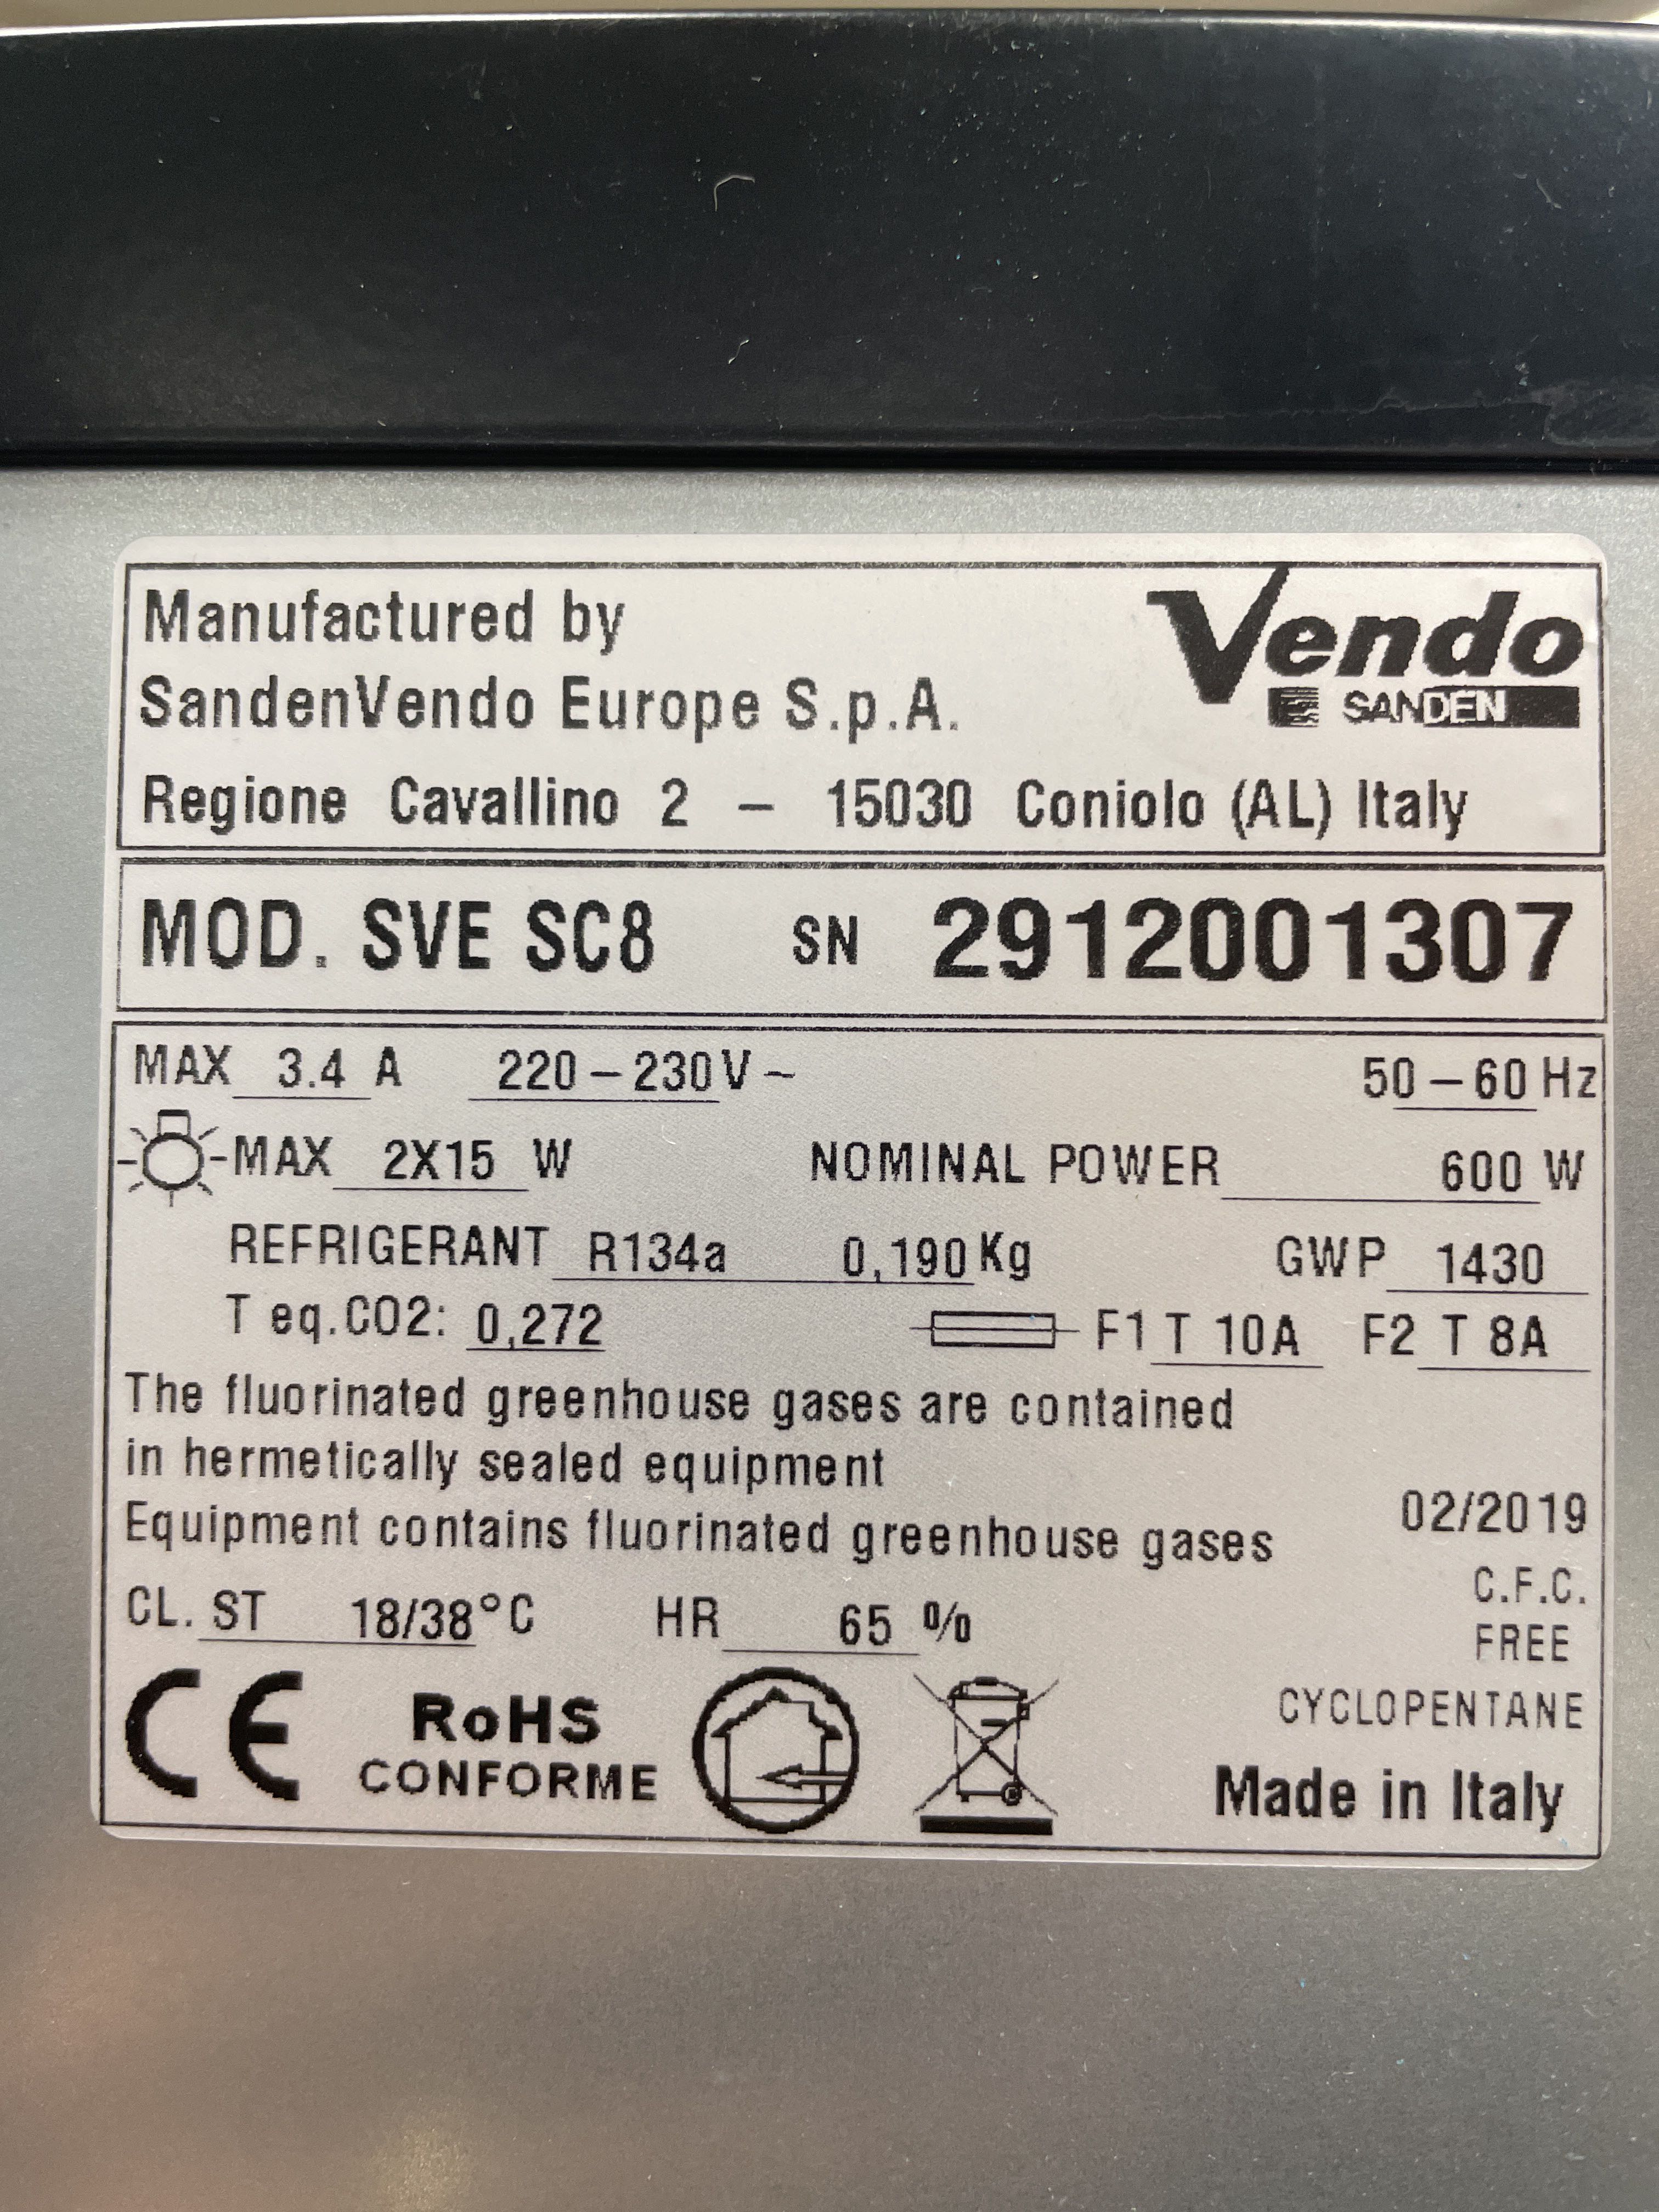 Manufactured by
Vendo
SANDEN
SandenVendo Europe S.p.A.
Regione Cavallino 2 – 15030 Coniolo (AL) Italy
MOD. SVE SC8 SN 2912001307
MAX 3.4 A 220–230V~ 50–60 Hz
MAX 2X15 W NOMINAL POWER 600 W
REFRIGERANT R134a 0,190Kg GWP 1430
T eq.CO2: 0,272 F1 T 10A F2 T 8A
The fluorinated greenhouse gases are contained
in hermetically sealed equipment
Equipment contains fluorinated greenhouse gases
02/2019
C.F.C.
FREE
CL. ST 18/38°C HR 65 %
CYCLOPENTANE
CE RoHS
CONFORME
Made in Italy